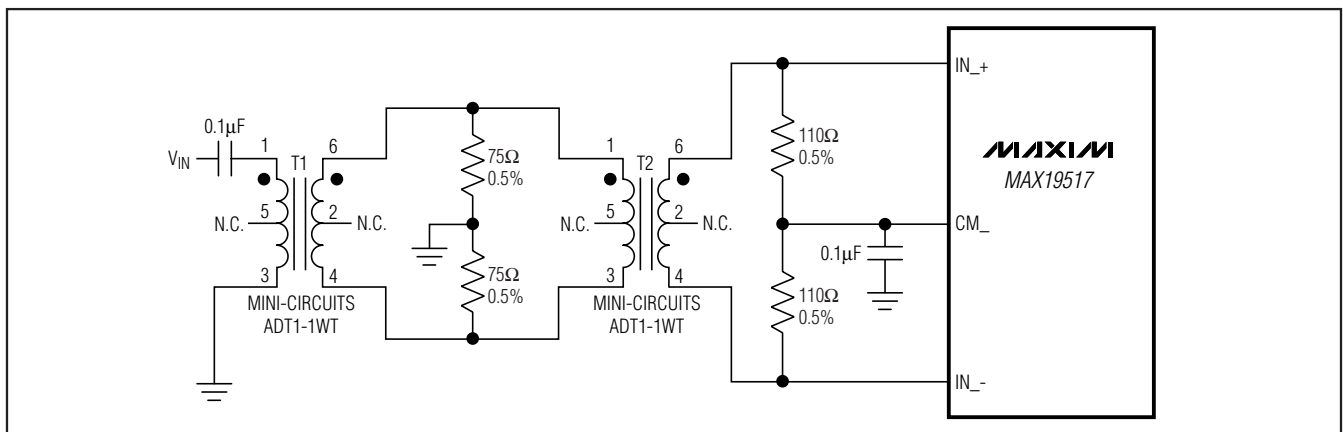 0.1μF
VIN
1
T1
6
5
2
N.C.
N.C.
3
4
MINI-CIRCUITS
ADT1-1WT
75Ω
0.5%
75Ω
0.5%
1
T2
6
5
2
N.C.
N.C.
3
4
MINI-CIRCUITS
ADT1-1WT
110Ω
0.5%
0.1μF
110Ω
0.5%
IN_+
MAXIM
MAX19517
CM_
IN_-